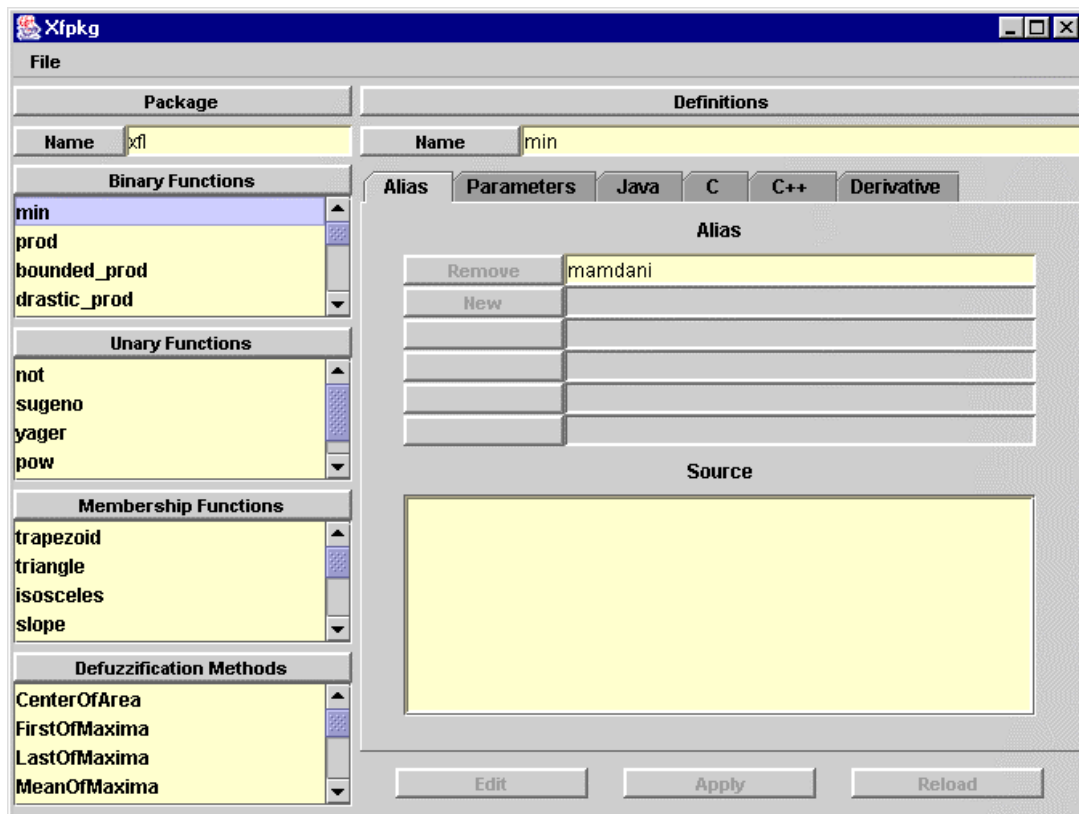 Xfpkg
File
Package
Name xfl
Binary Functions
min
prod
bounded_prod
drastic_prod
Unary Functions
not
sugeno
yager
pow
Membership Functions
trapezoid
triangle
isosceles
slope
Defuzzification Methods
CenterOfArea
FirstOfMaxima
LastOfMaxima
MeanOfMaxima
Definitions
Name min
Alias Parameters Java C C++ Derivative
Alias
Remove mamdani
New
Source
Edit Apply Reload